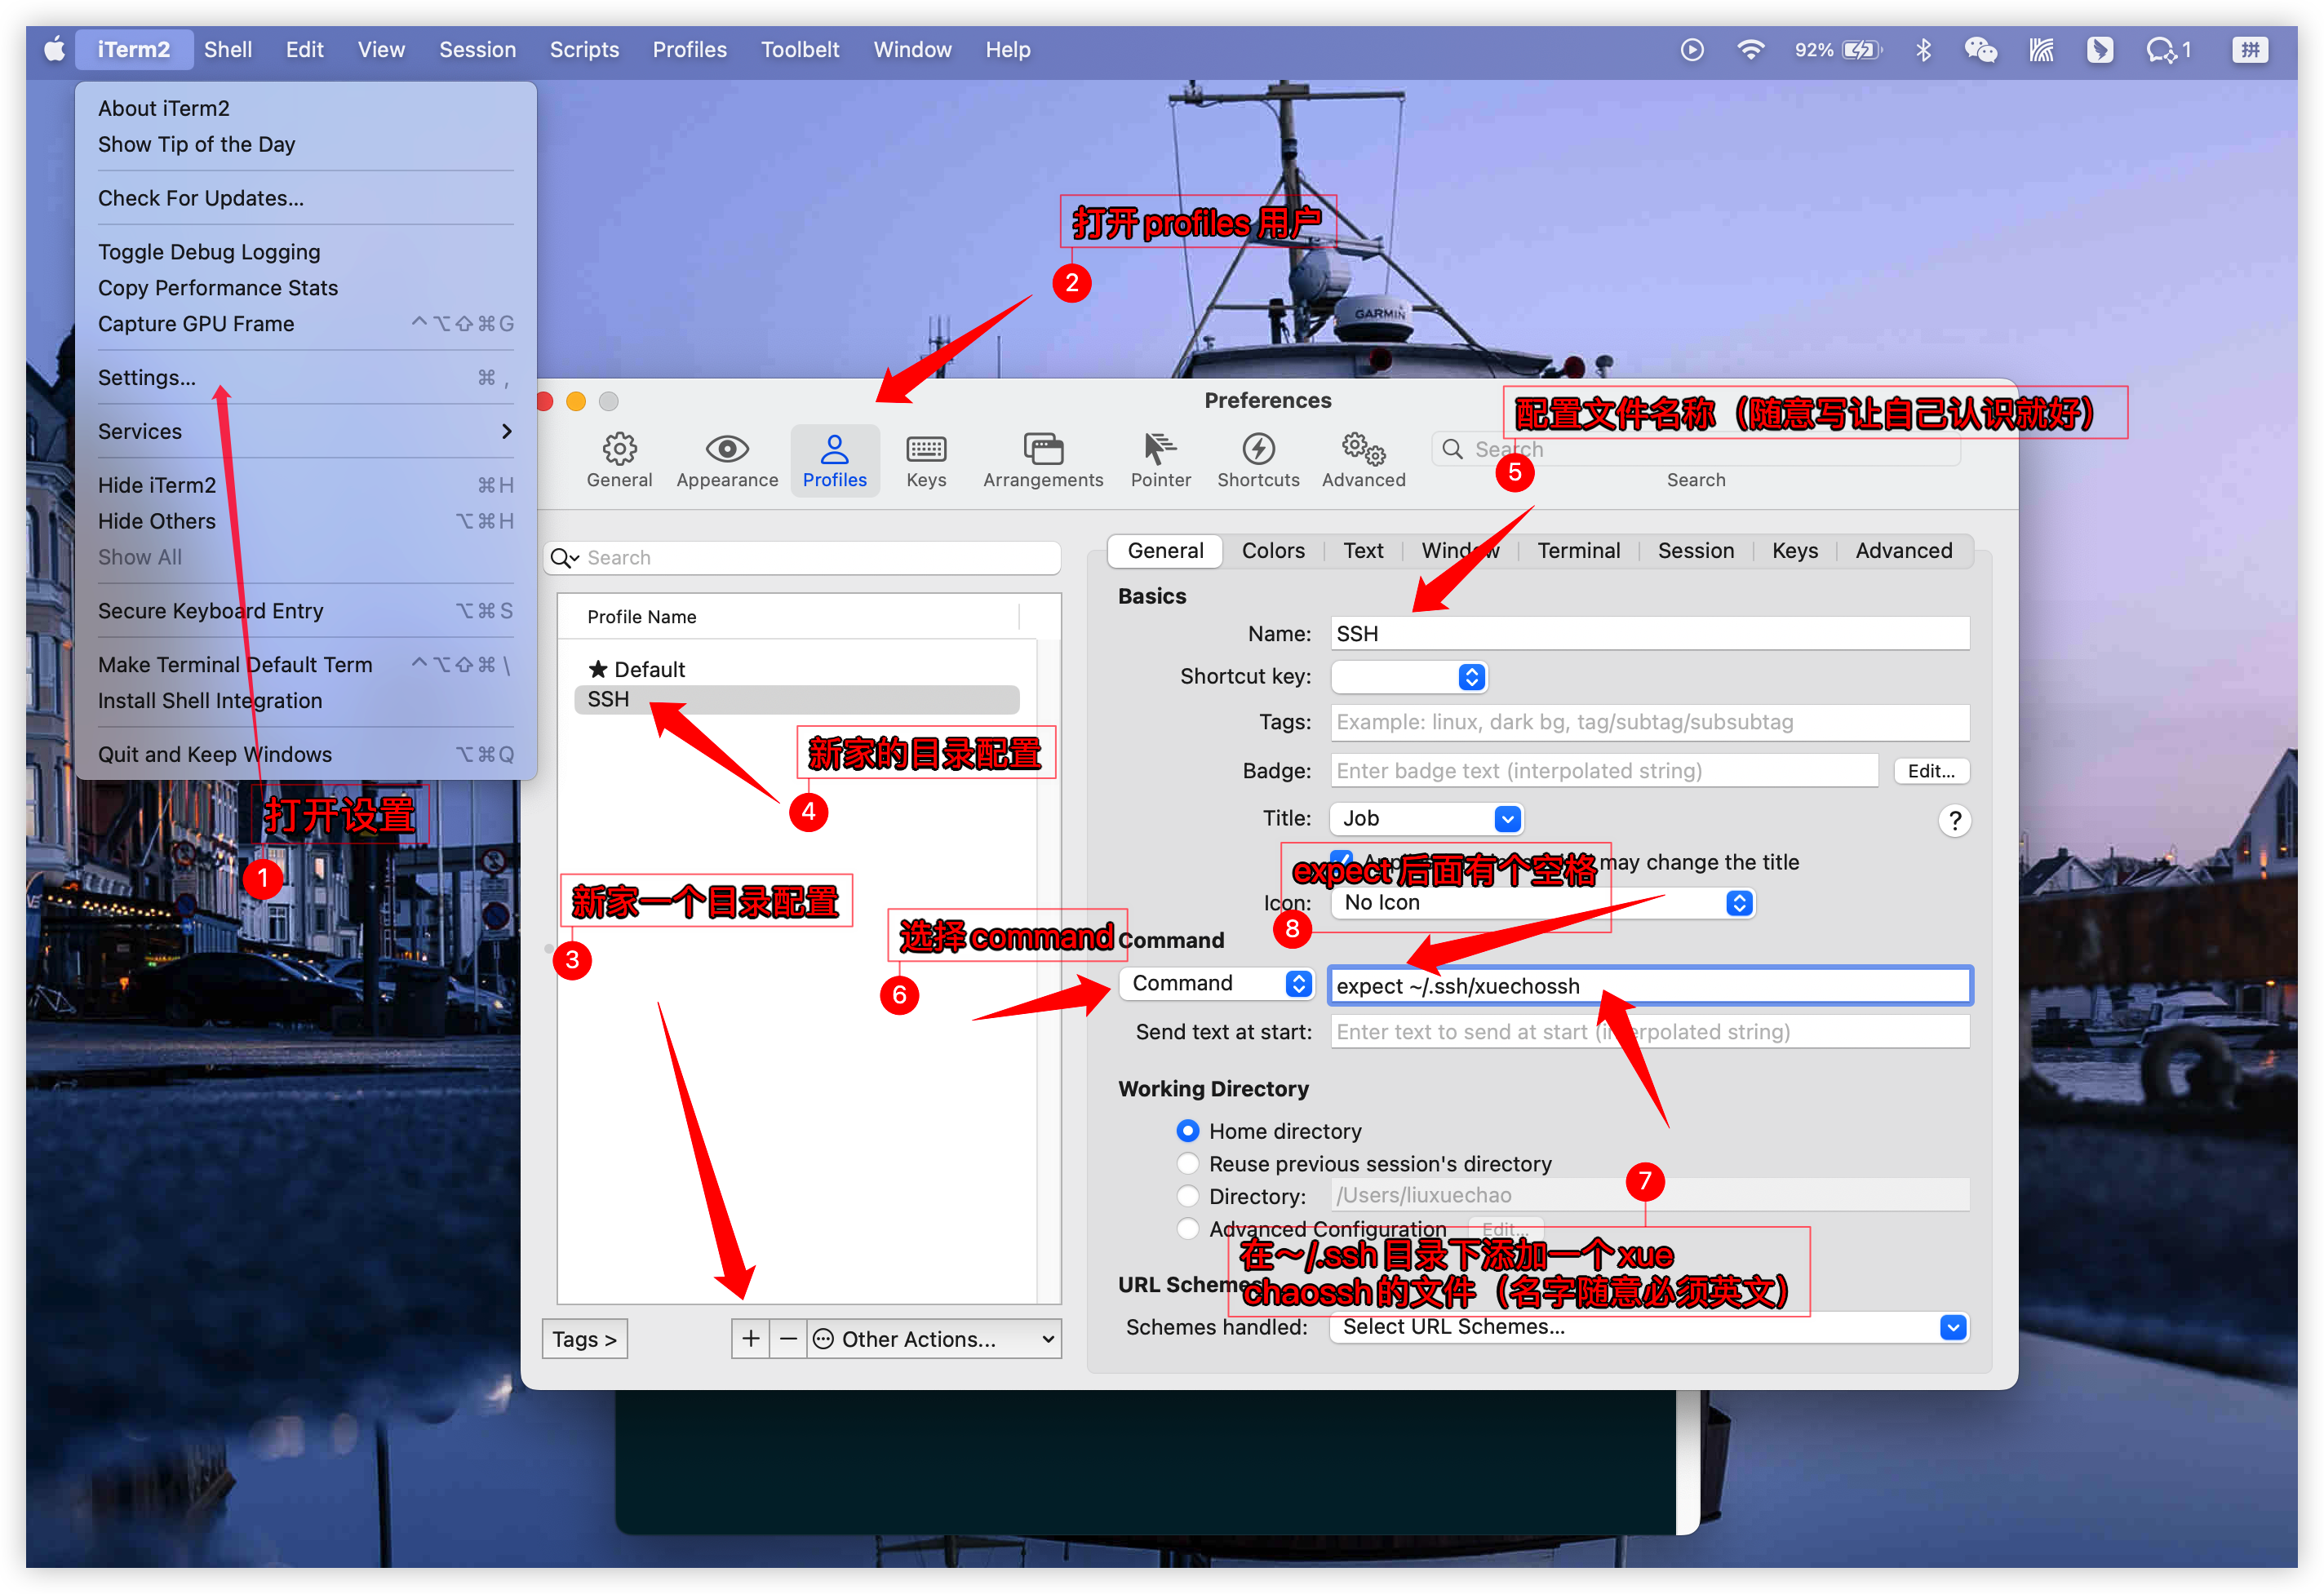 iTerm2 Shell Edit View Session Scripts Profiles Toolbelt Window Help 92% 1 拼
About iTerm2
Show Tip of the Day
Check For Updates...
Toggle Debug Logging
Copy Performance Stats
Capture GPU Frame ^⌥⇧⌘G
Settings... ⌘ ,
Services
Hide iTerm2 ⌘H
Hide Others ⌥⌘H
Show All
Secure Keyboard Entry ⌥⌘S
Make Terminal Default Term ^⌥⇧⌘\
Install Shell Integration
Quit and Keep Windows ⌥⌘Q
打开设置
1
打开 profiles 用户
2
GARMIN
Preferences
配置文件名称（随意写让自己认识就好）
5
General Appearance Profiles Keys Arrangements Pointer Shortcuts Advanced
Search
Search
Search
Profile Name
★ Default
SSH
新家的目录配置
4
新家一个目录配置
3
选择 command
6
Tags >
+ − Other Actions...
General Colors Text Window Terminal Session Keys Advanced
Basics
Name: SSH
Shortcut key:
Tags: Example: linux, dark bg, tag/subtag/subsubtag
Badge: Enter badge text (interpolated string) Edit...
Title: Job ?
may change the title
expect 后面有个空格
8
Icon: No Icon
Command
Command expect ~/.ssh/xuechossh
Send text at start: Enter text to send at start (interpolated string)
Working Directory
Home directory
Reuse previous session's directory
Directory: /Users/liuxuechao
Advanced Configuration Edit...
7
在～/.ssh 目录下添加一个 xue
chaossh 的文件（名字随意必须英文）
URL Schemes
Schemes handled: Select URL Schemes...